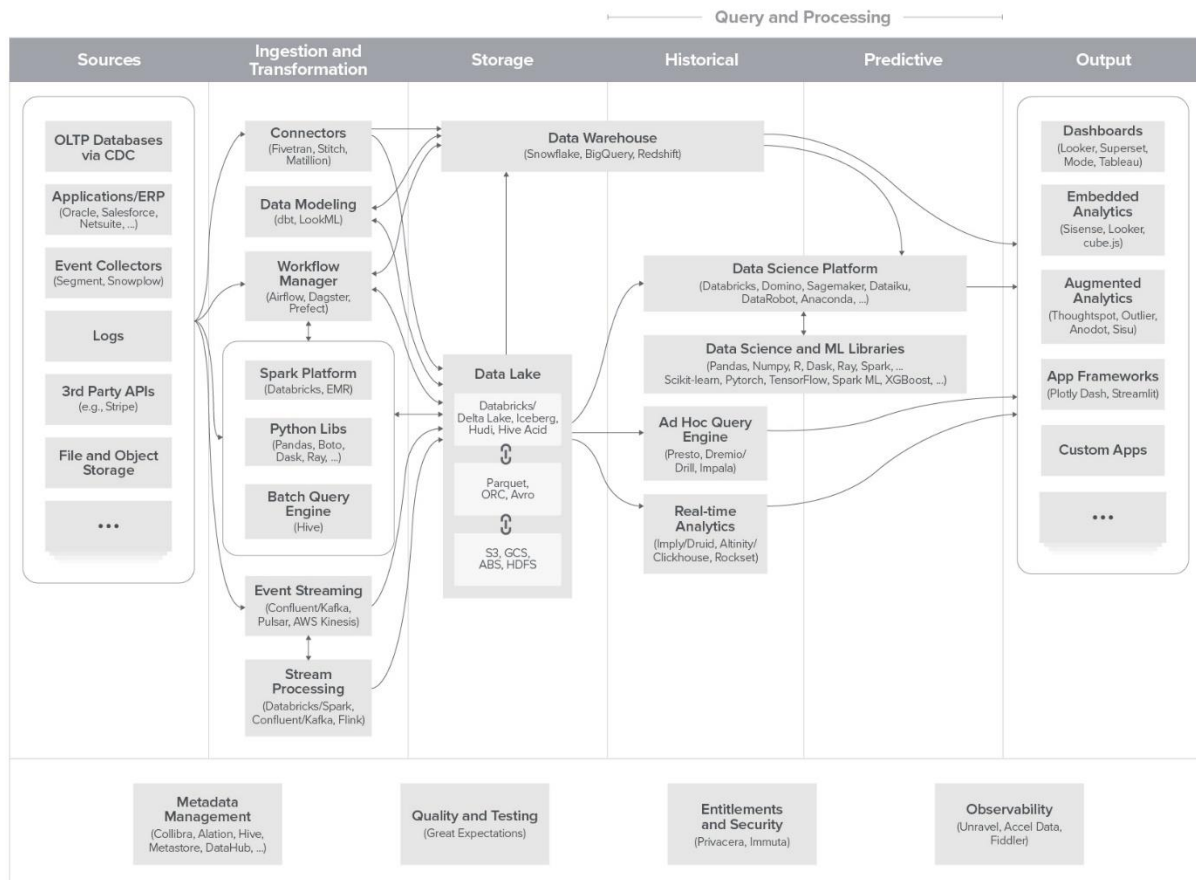 Query and Processing
Sources
Ingestion and
Transformation
Storage
Historical
Predictive
Output
OLTP Databases
via CDC
Applications/ERP
(Oracle, Salesforce,
Netsuite, ...)
Event Collectors
(Segment, Snowplow)
Logs
3rd Party APIs
(e.g., Stripe)
File and Object
Storage
•••
Connectors
(Fivetran, Stitch,
Matillion)
Data Modeling
(dbt, LookML)
Workflow
Manager
(Airflow, Dagster,
Prefect)
Spark Platform
(Databricks, EMR)
Python Libs
(Pandas, Boto,
Dask, Ray, ...)
Batch Query
Engine
(Hive)
Event Streaming
(Confluent/Kafka,
Pulsar, AWS Kinesis)
Stream
Processing
(Databricks/Spark,
Confluent/Kafka, Flink)
Data Warehouse
(Snowflake, BigQuery, Redshift)
Data Lake
Databricks/
Delta Lake, Iceberg,
Hudi, Hive Acid
Parquet,
ORC, Avro
S3, GCS,
ABS, HDFS
Data Science Platform
(Databricks, Domino, Sagemaker, Dataiku,
DataRobot, Anaconda, ...)
Data Science and ML Libraries
(Pandas, Numpy, R, Dask, Ray, Spark, ...
Scikit-learn, Pytorch, TensorFlow, Spark ML, XGBoost, ...)
Ad Hoc Query
Engine
(Presto, Dremio/
Drill, Impala)
Real-time
Analytics
(Imply/Druid, Altinity/
Clickhouse, Rockset)
Dashboards
(Looker, Superset,
Mode, Tableau)
Embedded
Analytics
(Sisense, Looker,
cube.js)
Augmented
Analytics
(Thoughtspot, Outlier,
Anodot, Sisu)
App Frameworks
(Plotly Dash, Streamlit)
Custom Apps
•••
Metadata
Management
(Collibra, Alation, Hive,
Metastore, DataHub, ...)
Quality and Testing
(Great Expectations)
Entitlements
and Security
(Privacera, Immuta)
Observability
(Unravel, Accel Data,
Fiddler)